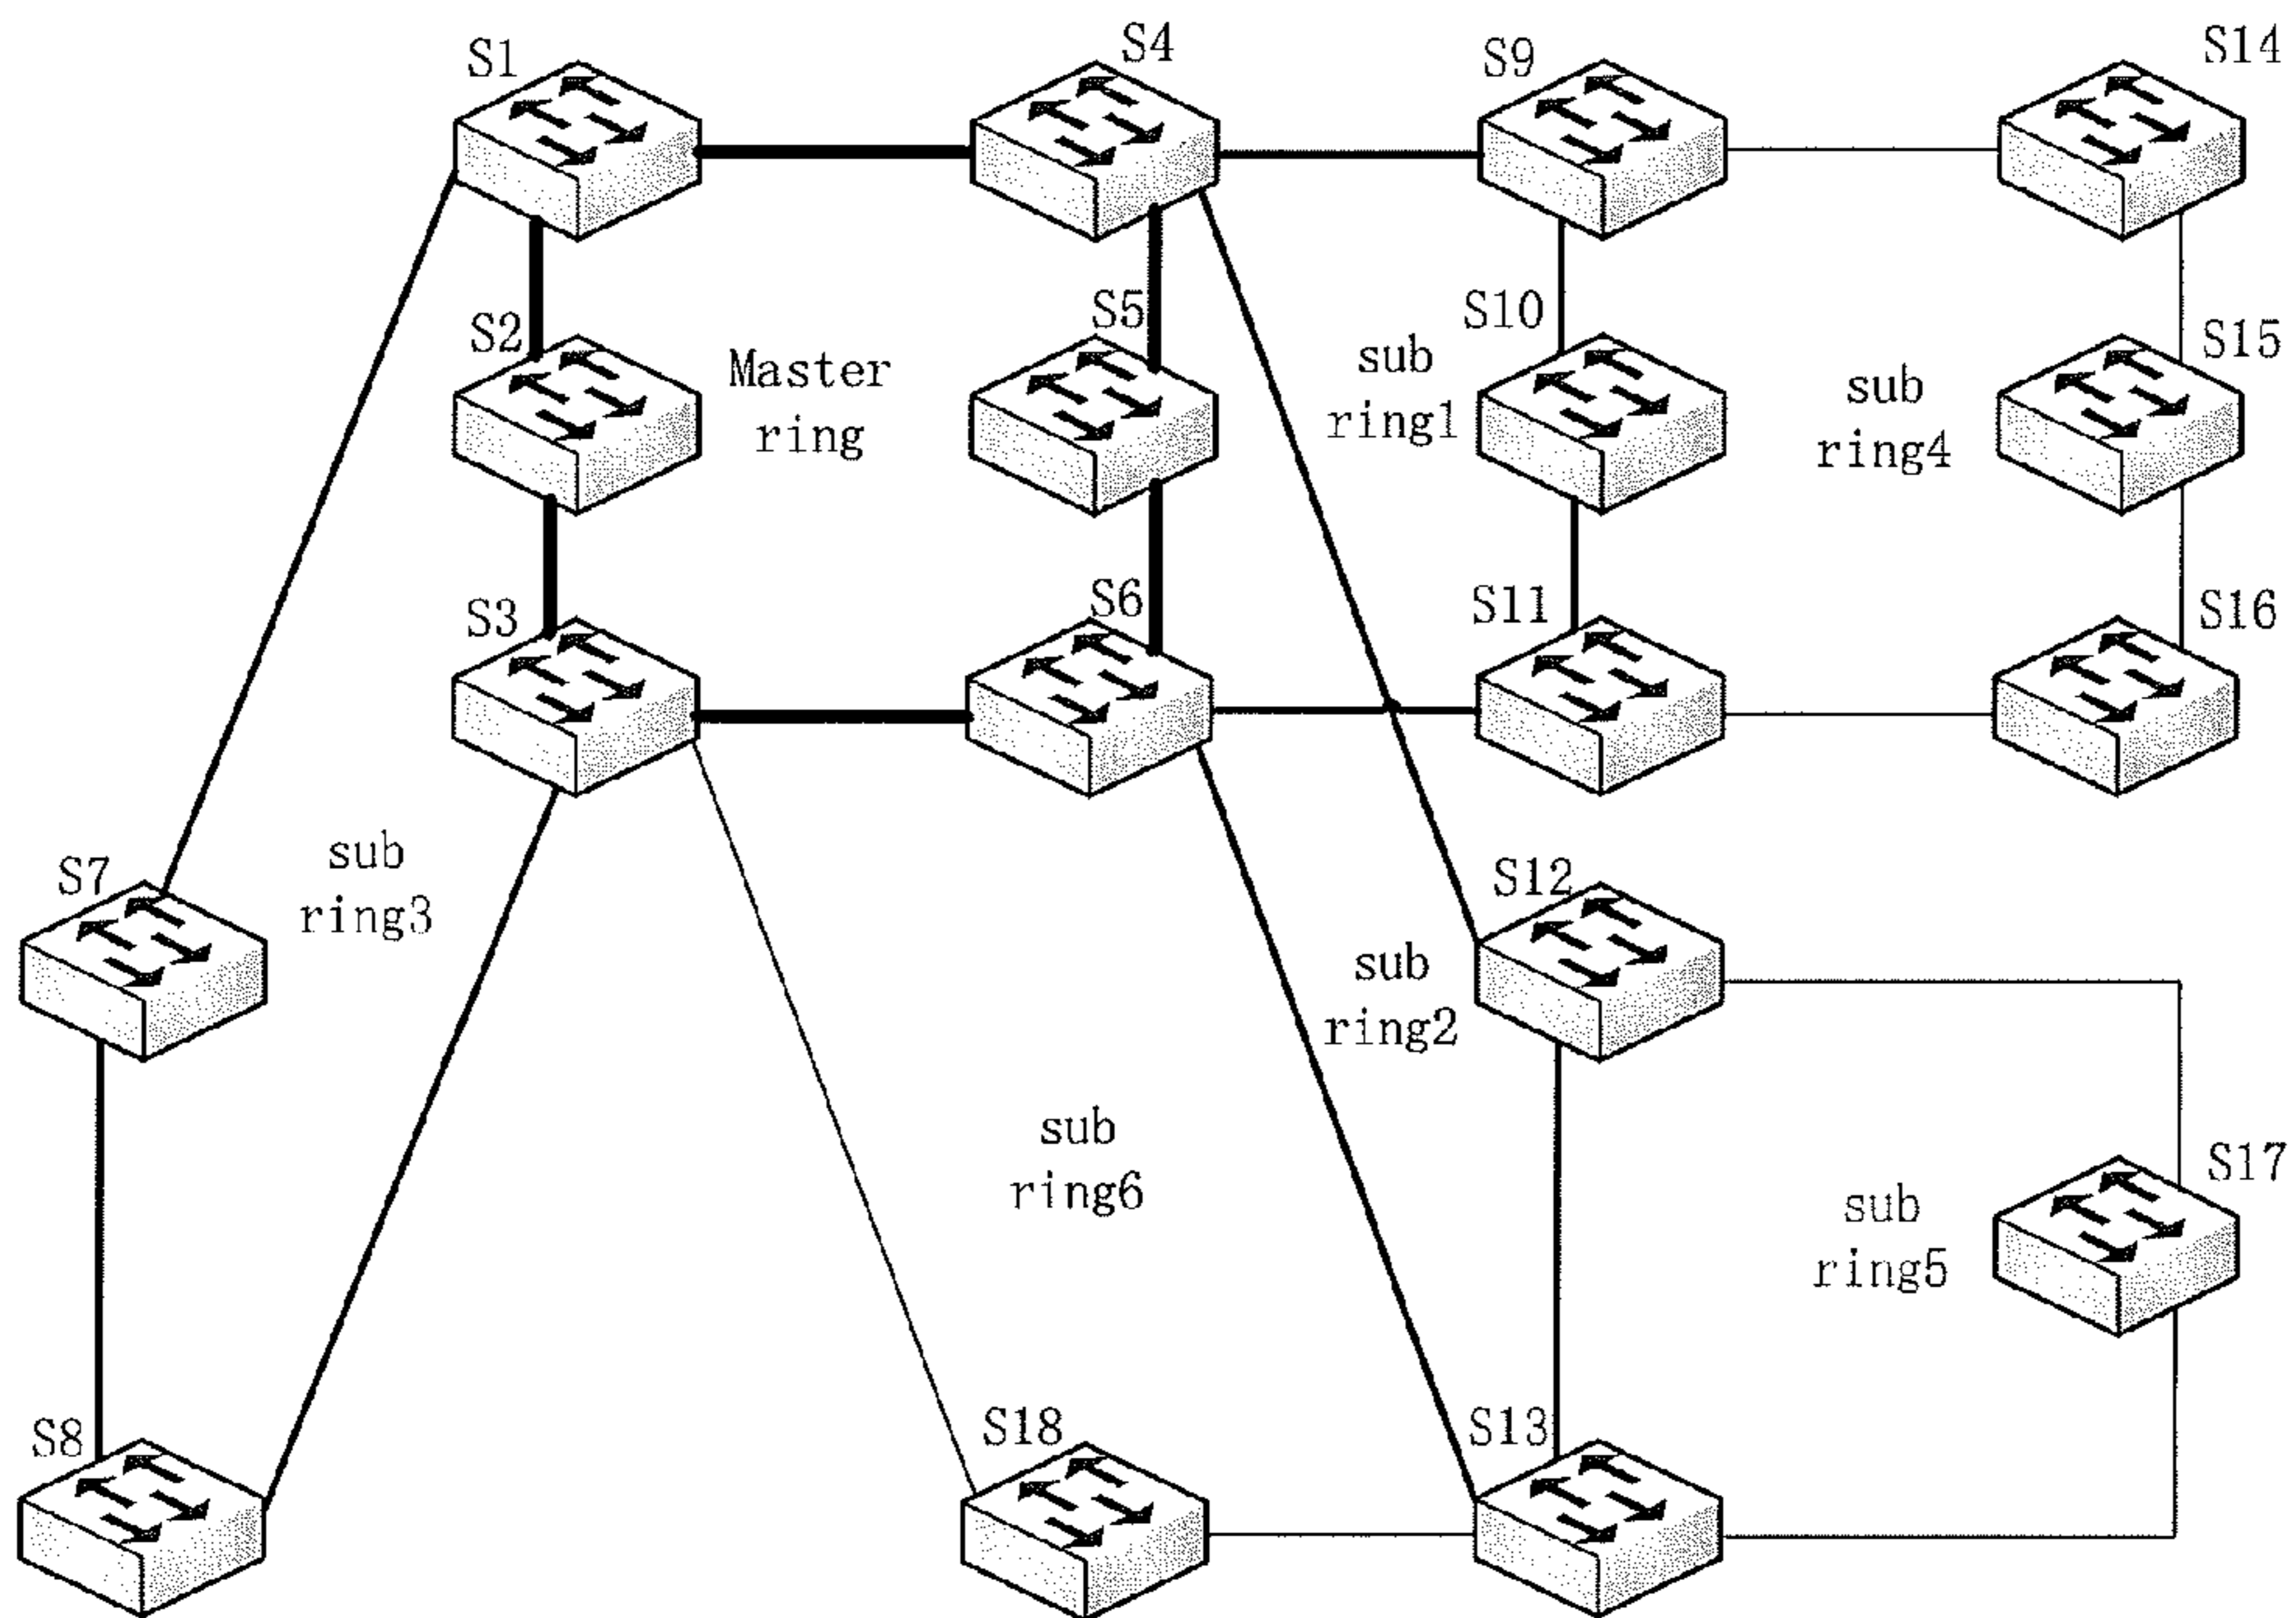 S1
S4
S9
S14
S2
Master
ring
S5
sub
ring1
S10
sub
ring4
S15
S3
S6
S11
S16
S7
sub
ring3
S12
sub
ring2
sub
ring6
sub
ring5
S17
S8
S18
S13